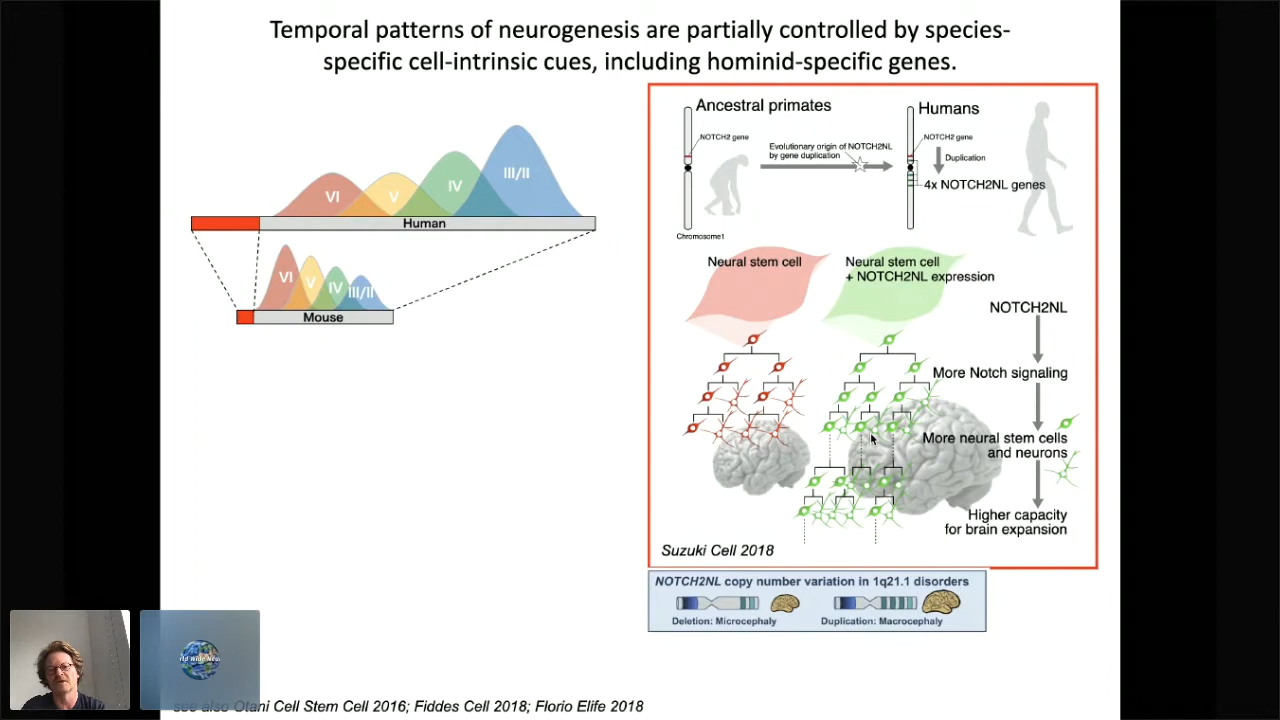 Temporal patterns of neurogenesis are partially controlled by species-
specific cell-intrinsic cues, including hominid-specific genes.
VI
V
IV
III/II
Human
VI
V
IV
III/II
Mouse
Ancestral primates
Humans
NOTCH2 gene
NOTCH2 gene
Evolutionary origin of NOTCH2NL
by gene duplication
Duplication
4x NOTCH2NL genes
Chromosome1
Neural stem cell
Neural stem cell
+ NOTCH2NL expression
NOTCH2NL
More Notch signaling
More neural stem cells
and neurons
Higher capacity
for brain expansion
Suzuki Cell 2018
NOTCH2NL copy number variation in 1q21.1 disorders
Deletion: Microcephaly
Duplication: Macrocephaly
see also Otani Cell Stem Cell 2016; Fiddes Cell 2018; Florio Elife 2018